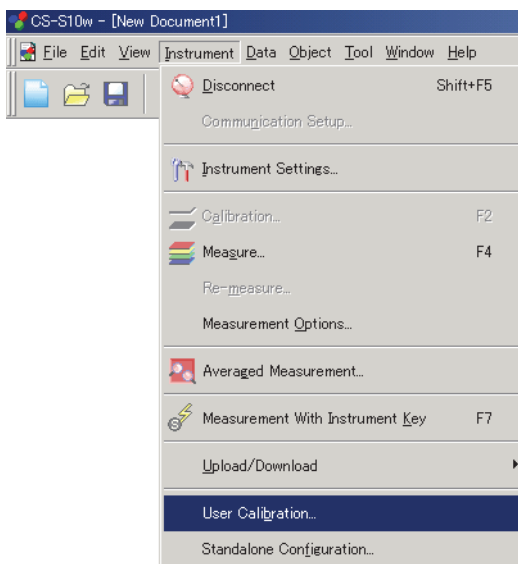 CS-S10w - [New Document1]
File Edit View Instrument Data Object Tool Window Help
Disconnect Shift+F5
Communication Setup...
Instrument Settings...
Calibration... F2
Measure... F4
Re-measure...
Measurement Options...
Averaged Measurement...
Measurement With Instrument Key F7
Upload/Download
User Calibration...
Standalone Configuration...